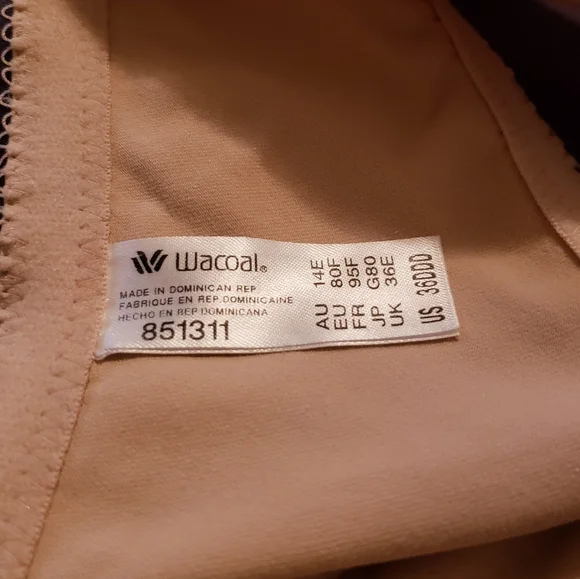 Wacoal®
MADE IN DOMINICAN REP
FABRIQUE EN REP.DOMINICAINE
HECHO EN REP.DOMINICANA
851311
AU 14E
EU 80F
FR 95F
JP G80
UK 36E
US 36DDD